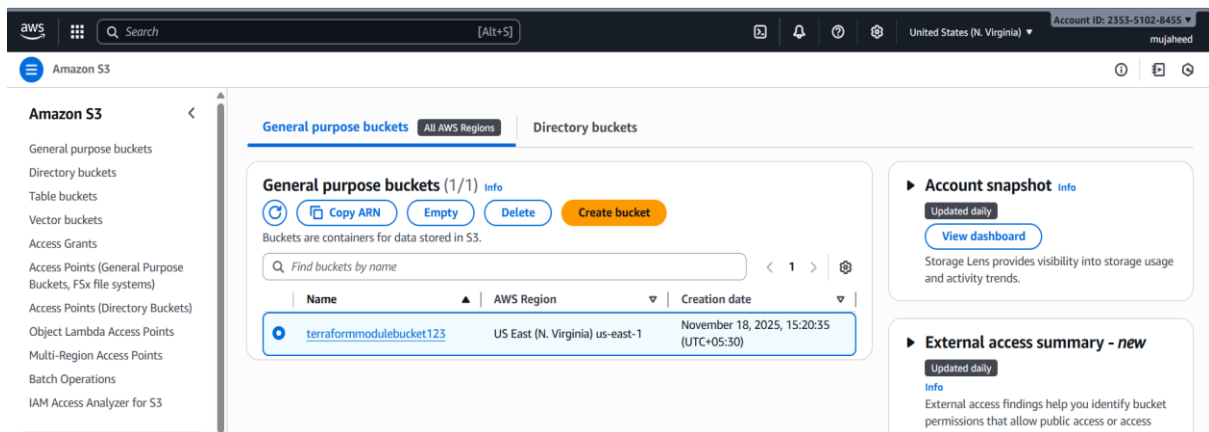 aws
Search [Alt+S]
United States (N. Virginia) ▼
Account ID: 2353-5102-8455 ▼
mujaheed
Amazon S3
Amazon S3
General purpose buckets
Directory buckets
Table buckets
Vector buckets
Access Grants
Access Points (General Purpose
Buckets, FSx file systems)
Access Points (Directory Buckets)
Object Lambda Access Points
Multi-Region Access Points
Batch Operations
IAM Access Analyzer for S3
General purpose buckets All AWS Regions
Directory buckets
General purpose buckets (1/1) Info
Copy ARN Empty Delete Create bucket
Buckets are containers for data stored in S3.
Find buckets by name
1
Name AWS Region Creation date
terraformmodulebucket123 US East (N. Virginia) us-east-1 November 18, 2025, 15:20:35
(UTC+05:30)
Account snapshot Info
Updated daily
View dashboard
Storage Lens provides visibility into storage usage
and activity trends.
External access summary - new
Updated daily
Info
External access findings help you identify bucket
permissions that allow public access or access